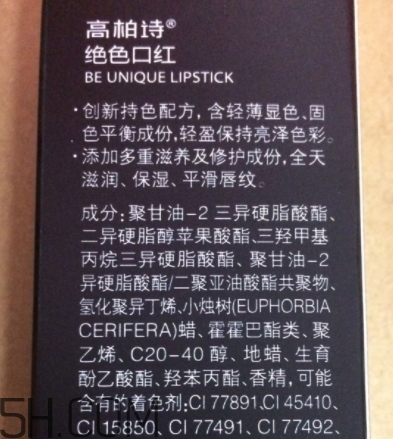 高柏诗®
绝色口红
BE UNIQUE LIPSTICK
·创新持色配方,含轻薄显色、固
色平衡成份,轻盈保持亮泽色彩。
·添加多重滋养及修护成份,全天
滋润、保湿、平滑唇纹。
成分:聚甘油-2 三异硬脂酸酯、
二异硬脂醇苹果酸酯、三羟甲基
丙烷三异硬脂酸酯、聚甘油-2
异硬脂酸酯/二聚亚油酸酯共聚物、
氢化聚异丁烯、小烛树(EUPHORBIA
CERIFERA)蜡、霍霍巴酯类、聚
乙烯、C20-40 醇、地蜡、生育
酚乙酸酯、羟苯丙酯、香精,可能
含有的着色剂:CI 77891、CI 45410、
CI 15850、CI 77491、CI 77492、
5H.COM